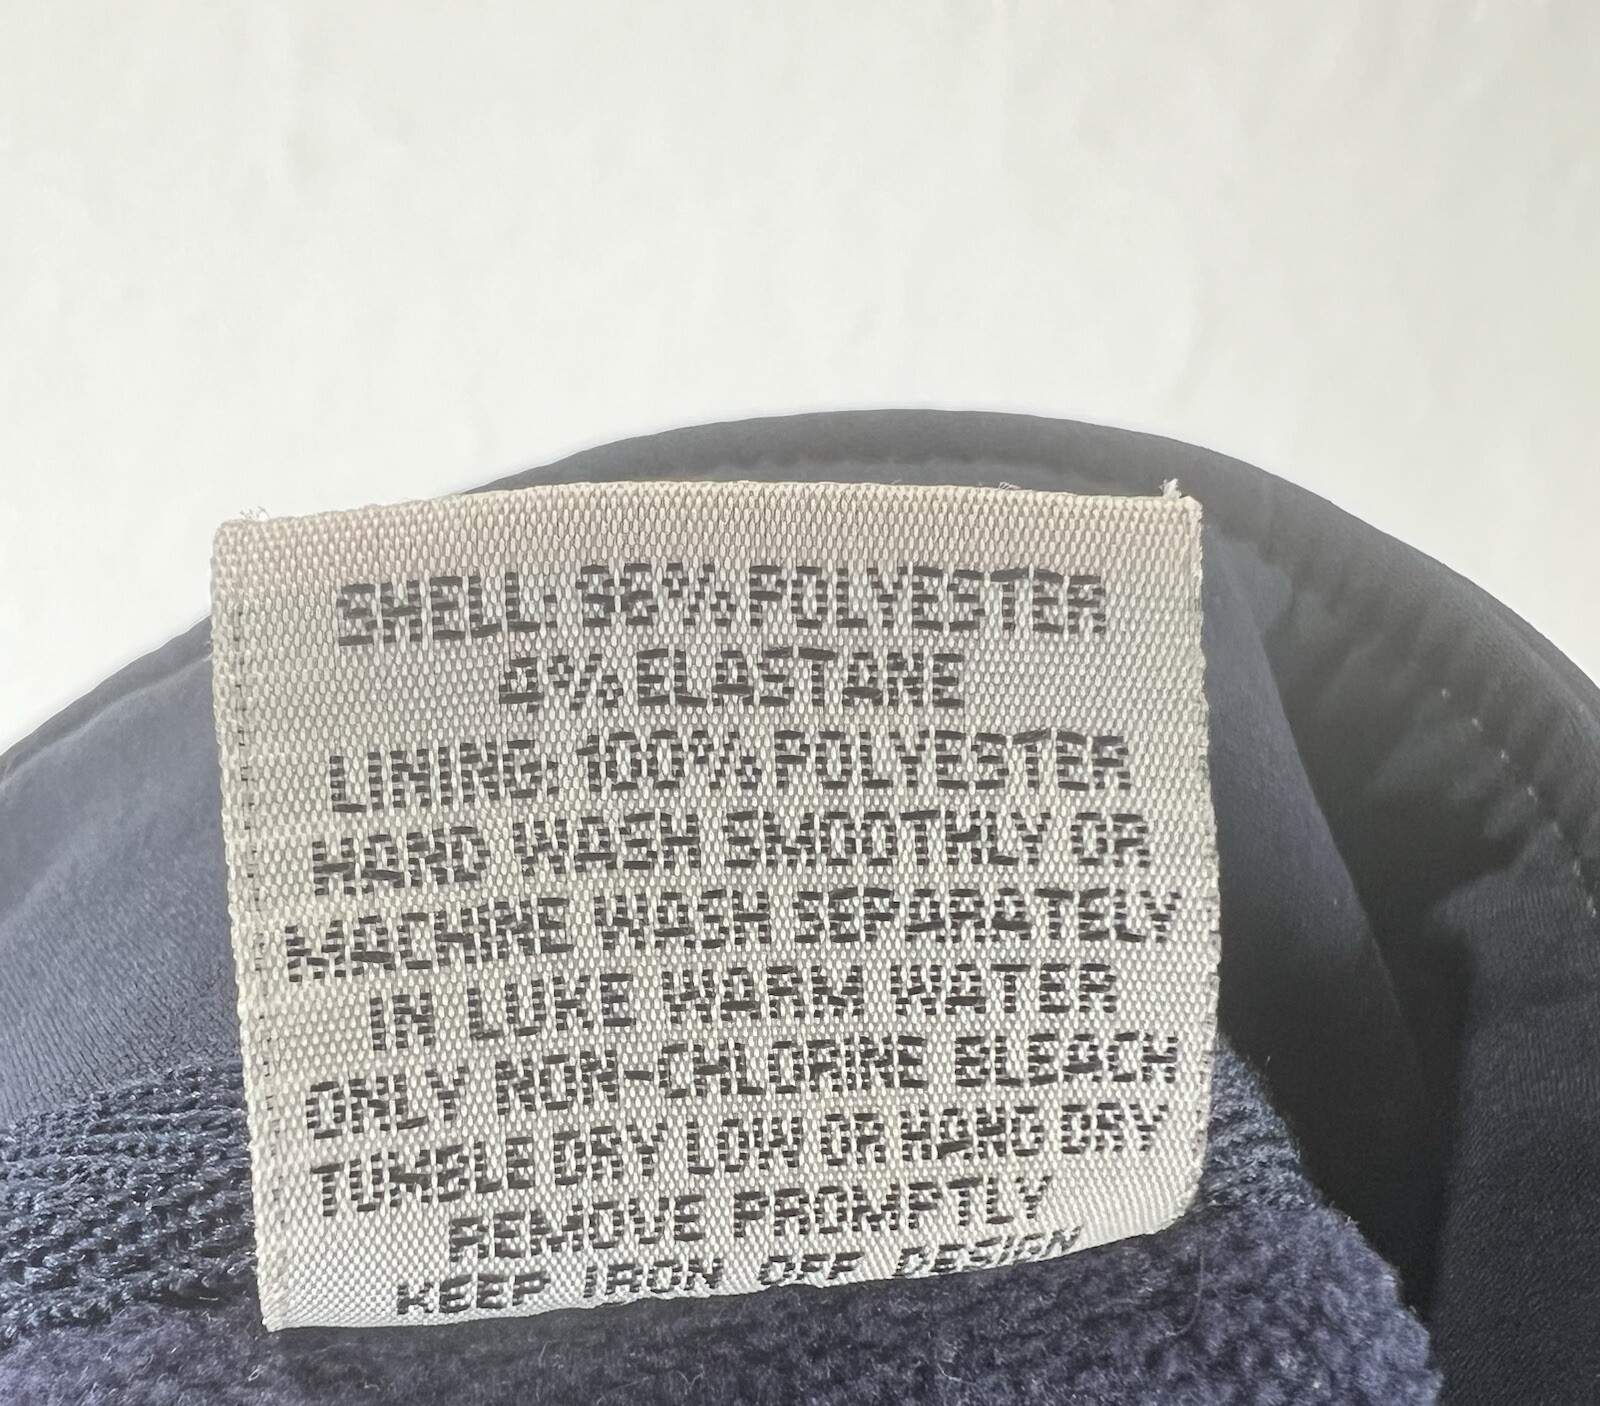 SHELL: 96% POLYESTER
4% ELASTANE
LINING: 100% POLYESTER
HAND WASH SMOOTHLY OR
MACHINE WASH SEPARATELY
IN LUKE WARM WATER
ONLY NON-CHLORINE BLEACH
TUMBLE DRY LOW OR HANG DRY
REMOVE PROMPTLY
KEEP IRON OFF DESIGN